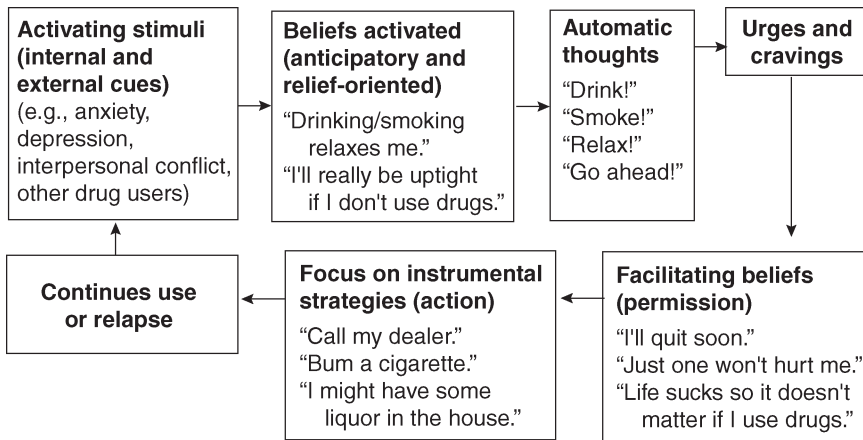 Activating stimuli
(internal and
external cues)
(e.g., anxiety,
depression,
interpersonal conflict,
other drug users)
Beliefs activated
(anticipatory and
relief-oriented)
“Drinking/smoking
relaxes me.”
“I'll really be uptight
if I don't use drugs.”
Automatic
thoughts
“Drink!”
“Smoke!”
“Relax!”
“Go ahead!”
Urges and
cravings
Facilitating beliefs
(permission)
“I'll quit soon.”
“Just one won't hurt me.”
“Life sucks so it doesn't
matter if I use drugs.”
Focus on instrumental
strategies (action)
“Call my dealer.”
“Bum a cigarette.”
“I might have some
liquor in the house.”
Continues use
or relapse